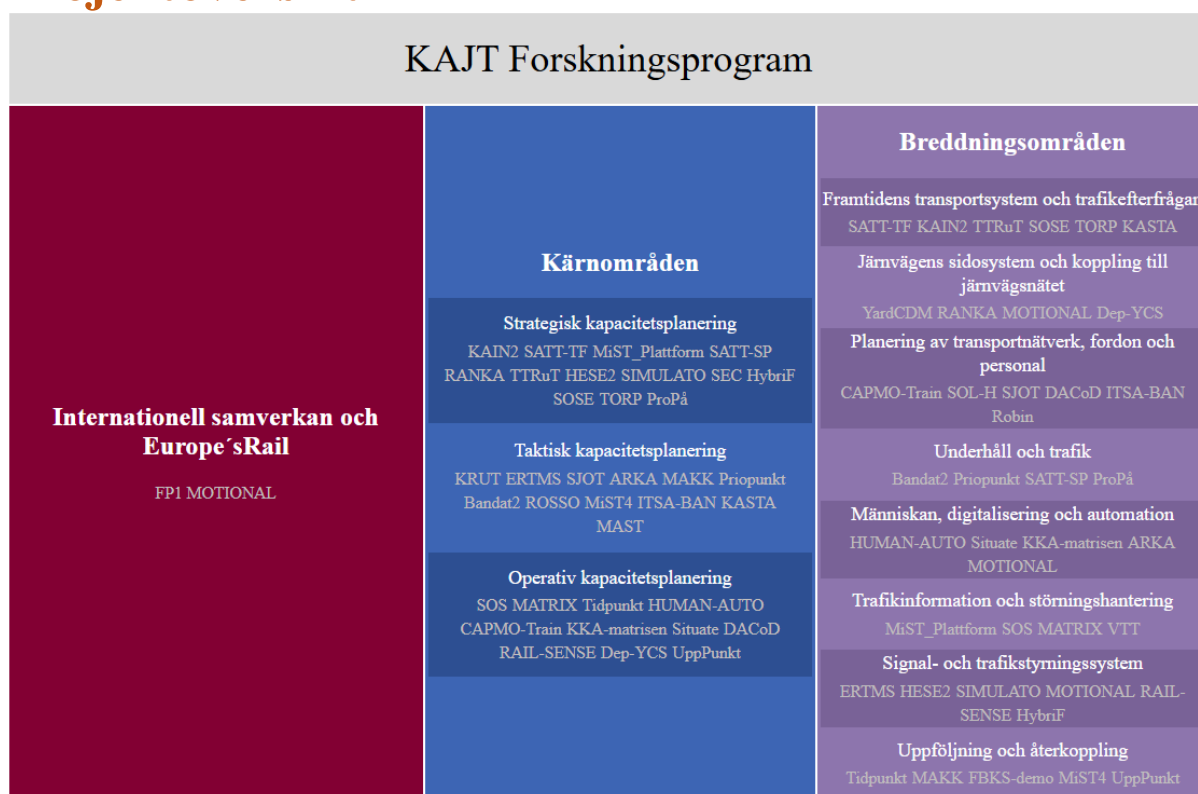 KAJT Forskningsprogram
Internationell samverkan och
Europe´sRail
FP1 MOTIONAL
Kärnområden
Strategisk kapacitetsplanering
KAIN2 SATT-TF MiST_Plattform SATT-SP
RANKA TTRuT HESE2 SIMULATO SEC HybriF
SOSE TORP ProPå
Taktisk kapacitetsplanering
KRUT ERTMS SJOT ARKA MAKK Priopunkt
Bandat2 ROSSO MiST4 ITSA-BAN KASTA
MAST
Operativ kapacitetsplanering
SOS MATRIX Tidpunkt HUMAN-AUTO
CAPMO-Train KKA-matrisen Situate DACoD
RAIL-SENSE Dep-YCS UppPunkt
Breddningsområden
Framtidens transportsystem och trafikefterfrågan
SATT-TF KAIN2 TTRuT SOSE TORP KASTA
Järnvägens sidosystem och koppling till
järnvägsnätet
YardCDM RANKA MOTIONAL Dep-YCS
Planering av transportnätverk, fordon och
personal
CAPMO-Train SOL-H SJOT DACoD ITSA-BAN
Robin
Underhåll och trafik
Bandat2 Priopunkt SATT-SP ProPå
Människan, digitalisering och automation
HUMAN-AUTO Situate KKA-matrisen ARKA
MOTIONAL
Trafikinformation och störningshantering
MiST_Plattform SOS MATRIX VTT
Signal- och trafikstyrningssystem
ERTMS HESE2 SIMULATO MOTIONAL RAIL-
SENSE HybriF
Uppföljning och återkoppling
Tidpunkt MAKK FBKS-demo MiST4 UppPunkt